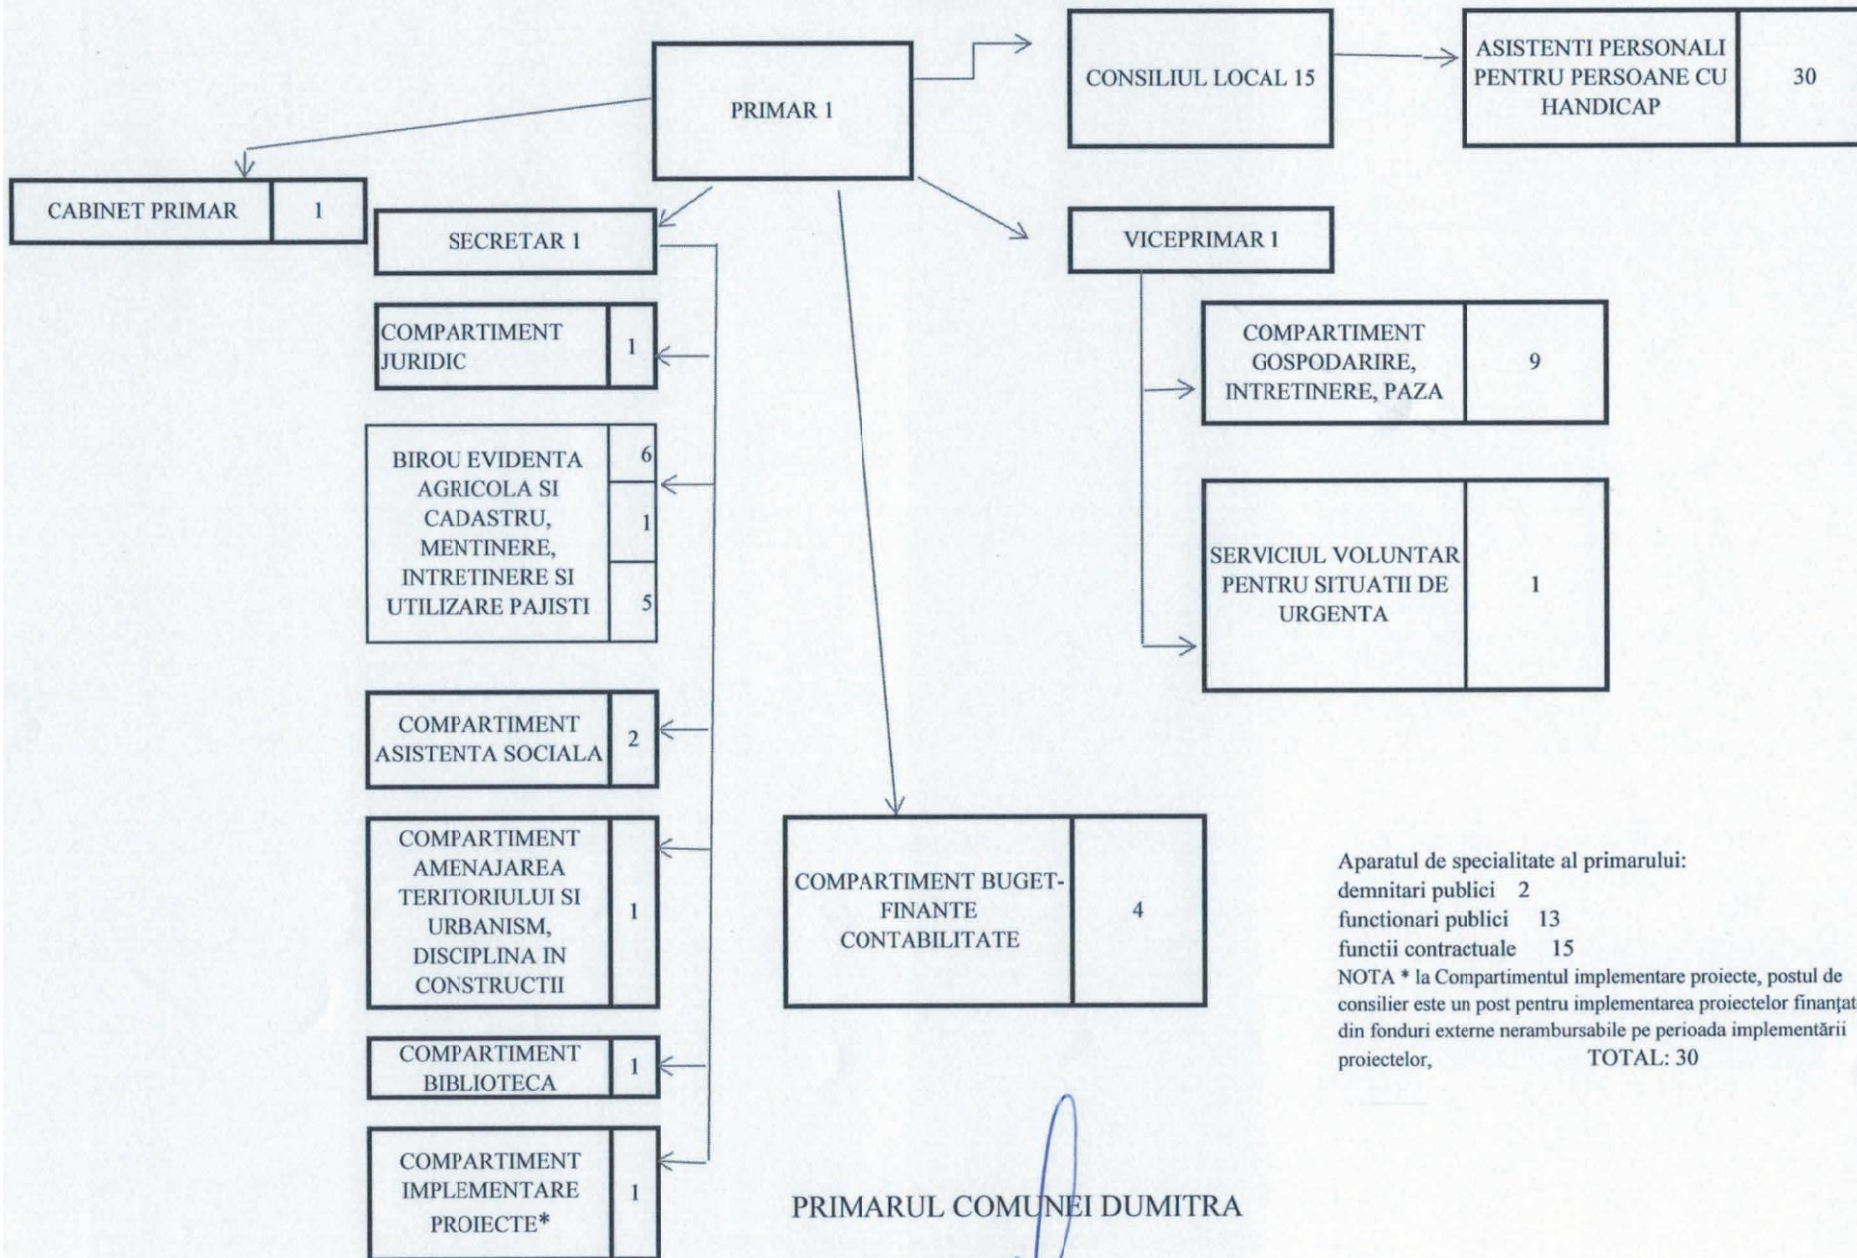 PRIMAR 1
CONSILIUL LOCAL 15
ASISTENTI PERSONALI
PENTRU PERSOANE CU
HANDICAP
30
CABINET PRIMAR
1
SECRETAR 1
VICEPRIMAR 1
COMPARTIMENT
JURIDIC
1
BIROU EVIDENTA
AGRICOLA SI
CADASTRU,
MENTINERE,
INTRETINERE SI
UTILIZARE PAJISTI
6
1
5
COMPARTIMENT
ASISTENTA SOCIALA
2
COMPARTIMENT
AMENAJAREA
TERITORIULUI SI
URBANISM,
DISCIPLINA IN
CONSTRUCTII
1
COMPARTIMENT
BIBLIOTECA
1
COMPARTIMENT
IMPLEMENTARE
PROIECTE*
1
COMPARTIMENT BUGET-
FINANTE
CONTABILITATE
4
COMPARTIMENT
GOSPODARIRE,
INTRETINERE, PAZA
9
SERVICIUL VOLUNTAR
PENTRU SITUATII DE
URGENTA
1
Aparatul de specialitate al primarului:
demnitari publici 2
functionari publici 13
functii contractuale 15
NOTA * la Compartimentul implementare proiecte, postul de
consilier este un post pentru implementarea proiectelor finanţat
din fonduri externe nerambursabile pe perioada implementării
proiectelor, TOTAL: 30
PRIMARUL COMUNEI DUMITRA